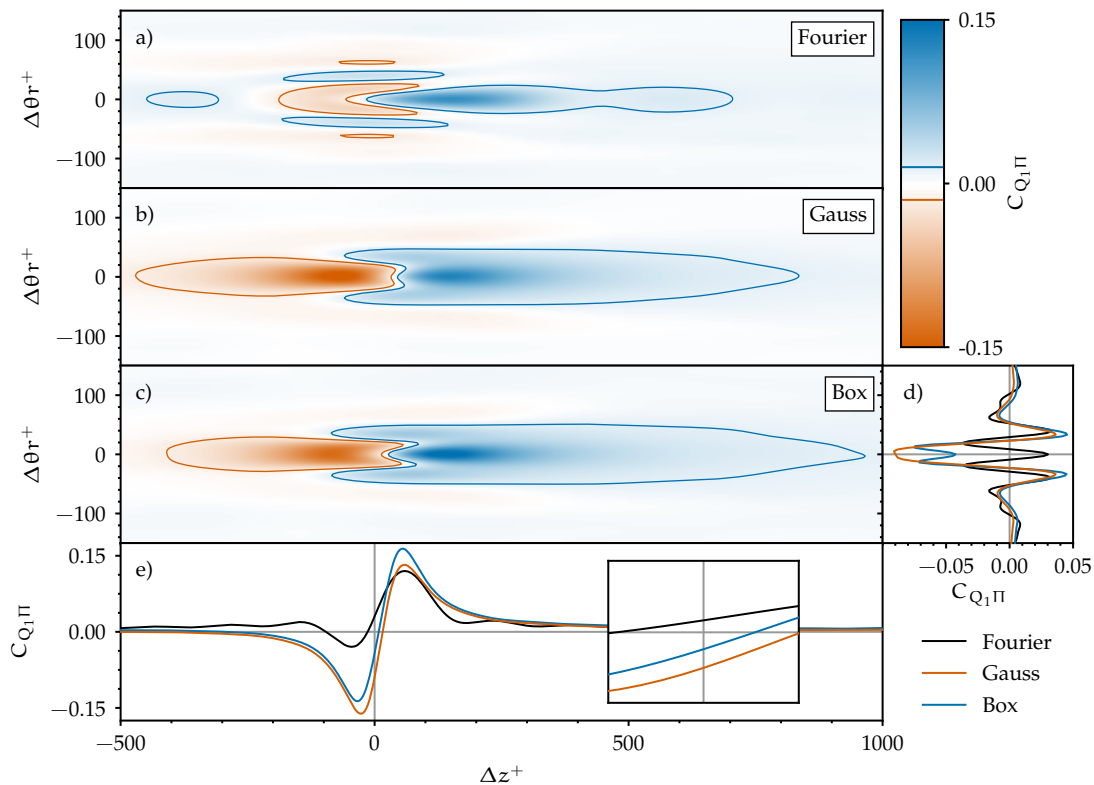 a)
Fourier
100
0
−100
Δθr⁺
0.15
0.00
-0.15
C_{Q₁Π}
b)
Gauss
100
0
−100
Δθr⁺
c)
Box
100
0
−100
Δθr⁺
d)
−0.05
0.00
0.05
C_{Q₁Π}
e)
0.15
0.00
−0.15
C_{Q₁Π}
−500
0
500
1000
Δz⁺
Fourier
Gauss
Box